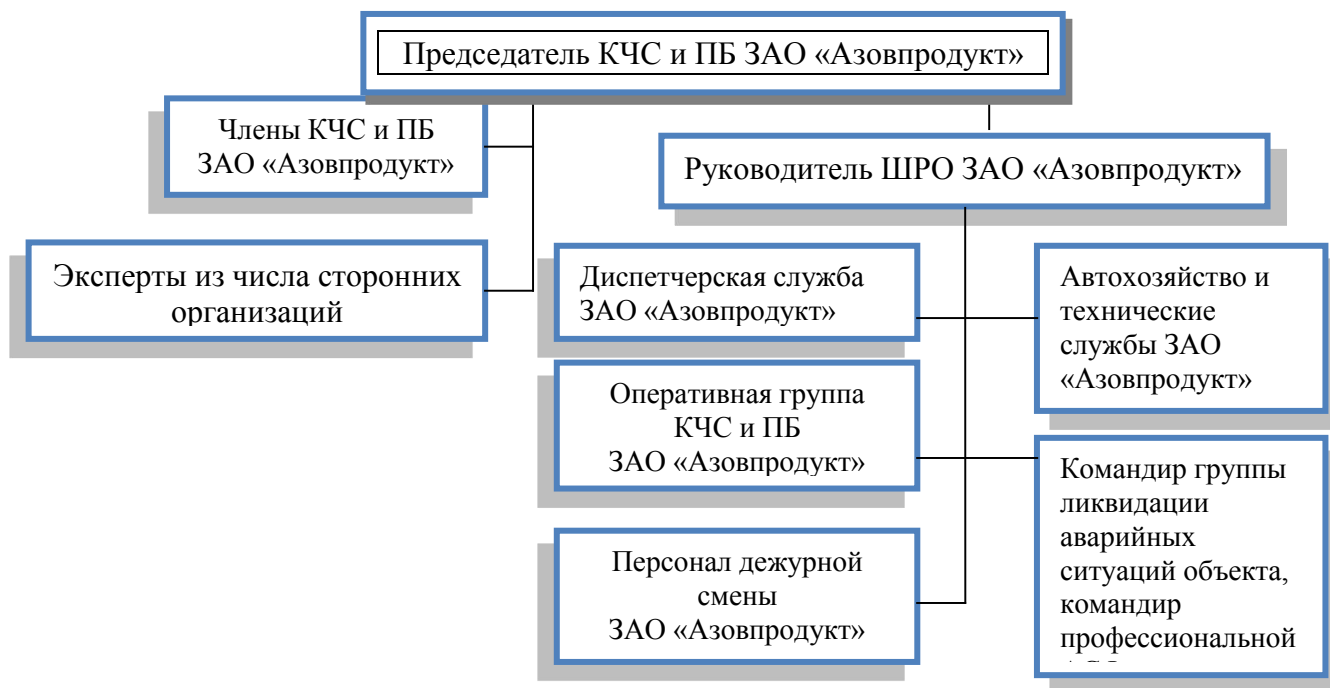 Председатель КЧС и ПБ ЗАО «Азовпродукт»
Члены КЧС и ПБ
ЗАО «Азовпродукт»
Руководитель ШРО ЗАО «Азовпродукт»
Эксперты из числа сторонних
организаций
Диспетчерская служба
ЗАО «Азовпродукт»
Автохозяйство и
технические
службы ЗАО
«Азовпродукт»
Оперативная группа
КЧС и ПБ
ЗАО «Азовпродукт»
Командир группы
ликвидации
аварийных
ситуаций объекта,
командир
профессиональной
Персонал дежурной
смены
ЗАО «Азовпродукт»